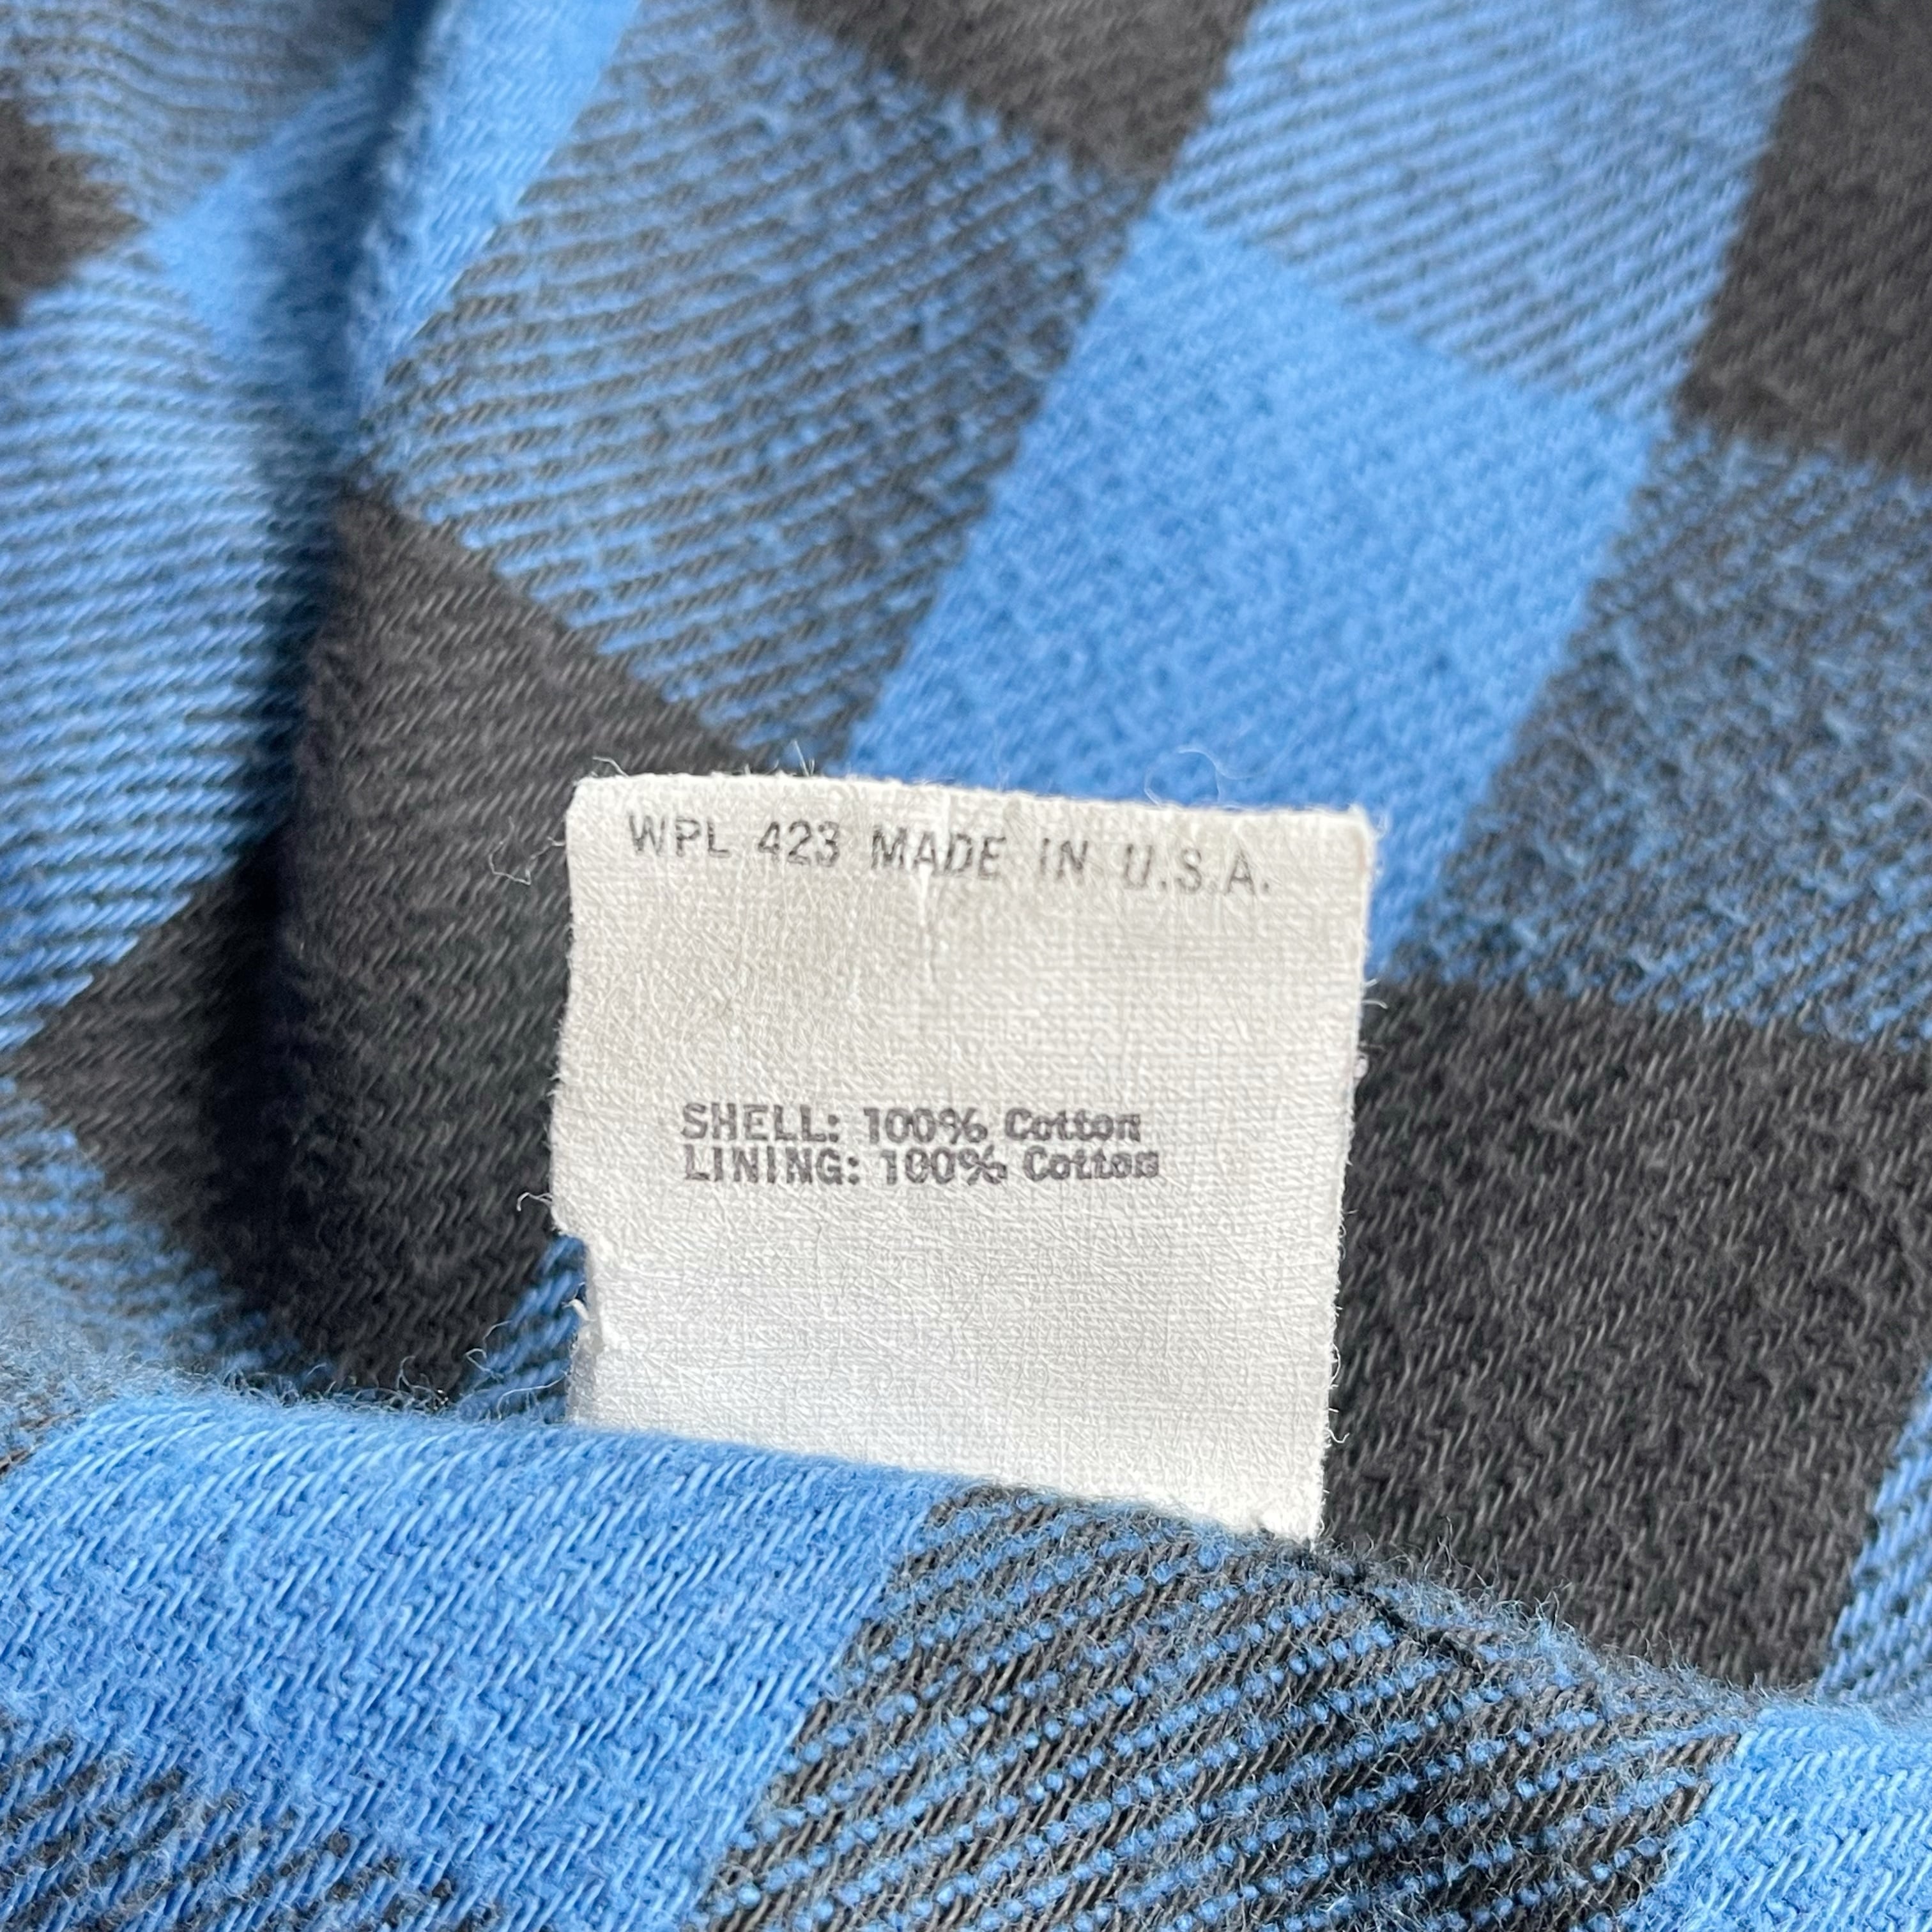 WPL 423 MADE IN U.S.A.
SHELL: 100% Cotton
LINING: 100% Cotton